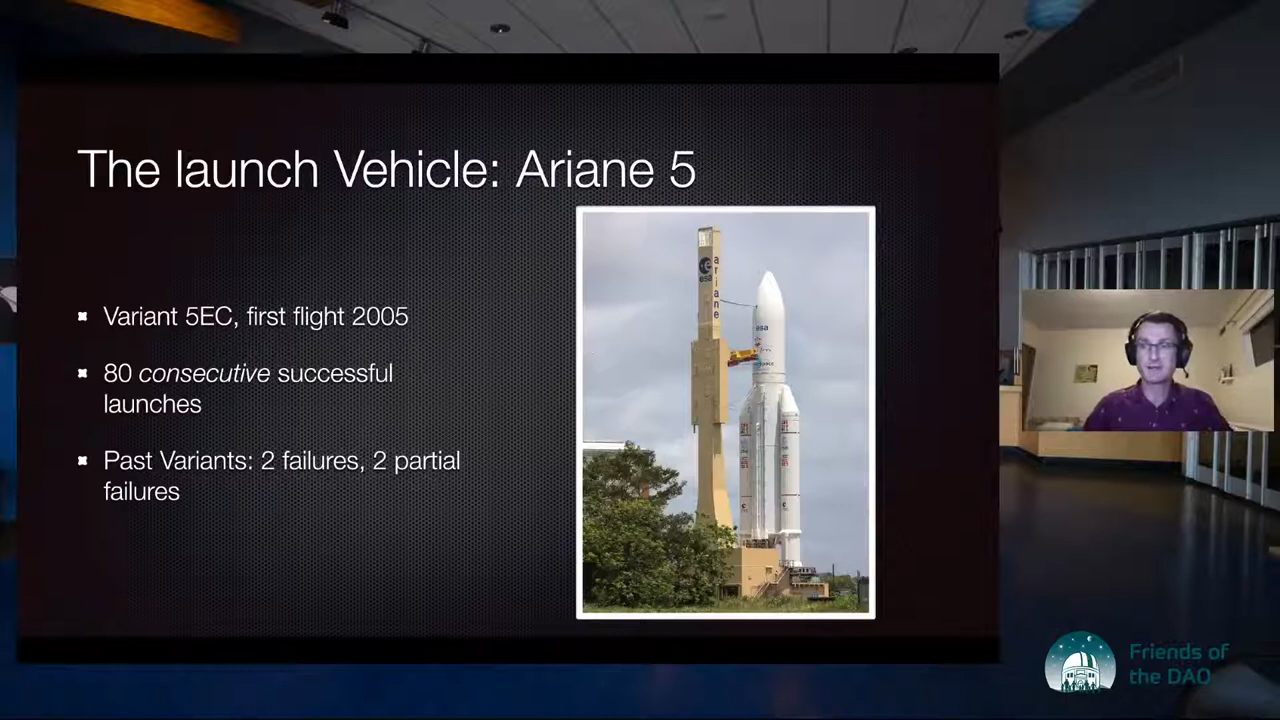 The launch Vehicle: Ariane 5
Variant 5EC, first flight 2005
80 consecutive successful
launches
Past Variants: 2 failures, 2 partial
failures
esa
ariane
esa
Friends of
the DAO